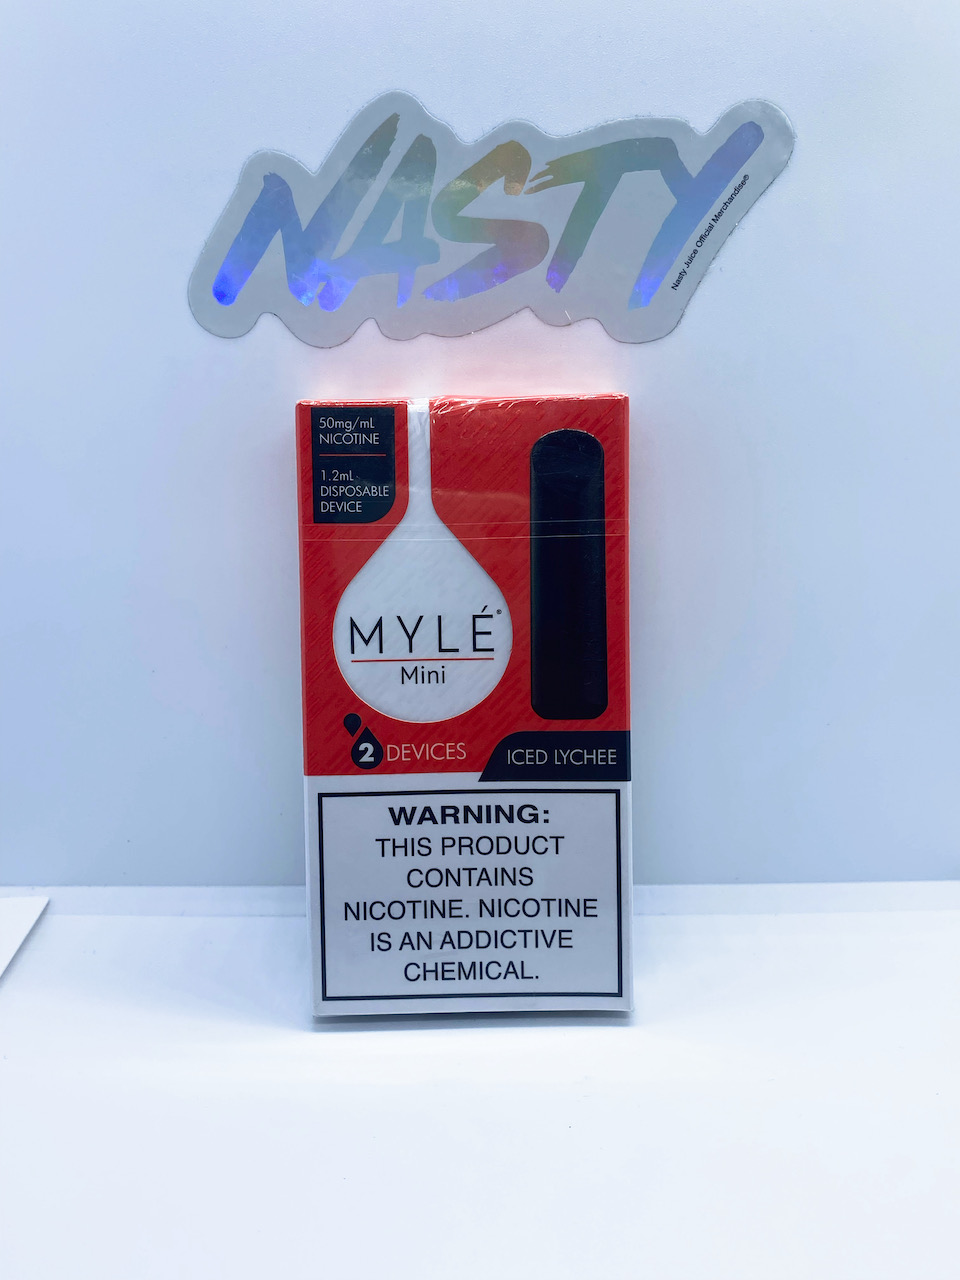 NASTY
Nasty Juice Official Merchandise®
50mg/mL
NICOTINE
1.2mL
DISPOSABLE
DEVICE
MYLÉ®
Mini
2 DEVICES
ICED LYCHEE
WARNING:
THIS PRODUCT
CONTAINS
NICOTINE. NICOTINE
IS AN ADDICTIVE
CHEMICAL.